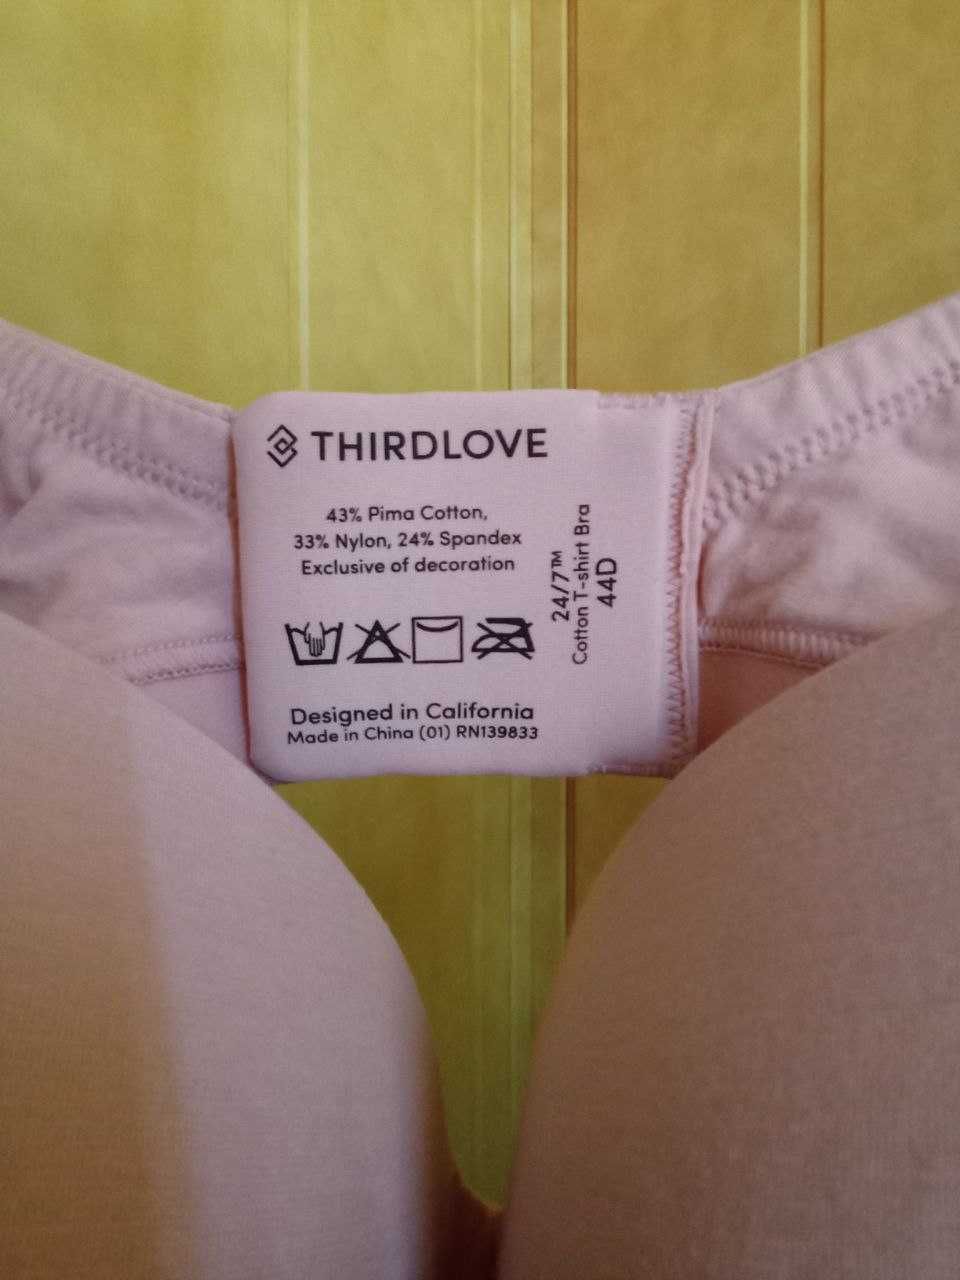 THIRDLOVE
43% Pima Cotton,
33% Nylon, 24% Spandex
Exclusive of decoration
Designed in California
Made in China (01) RN139833
24/7™
Cotton T-shirt Bra
44D